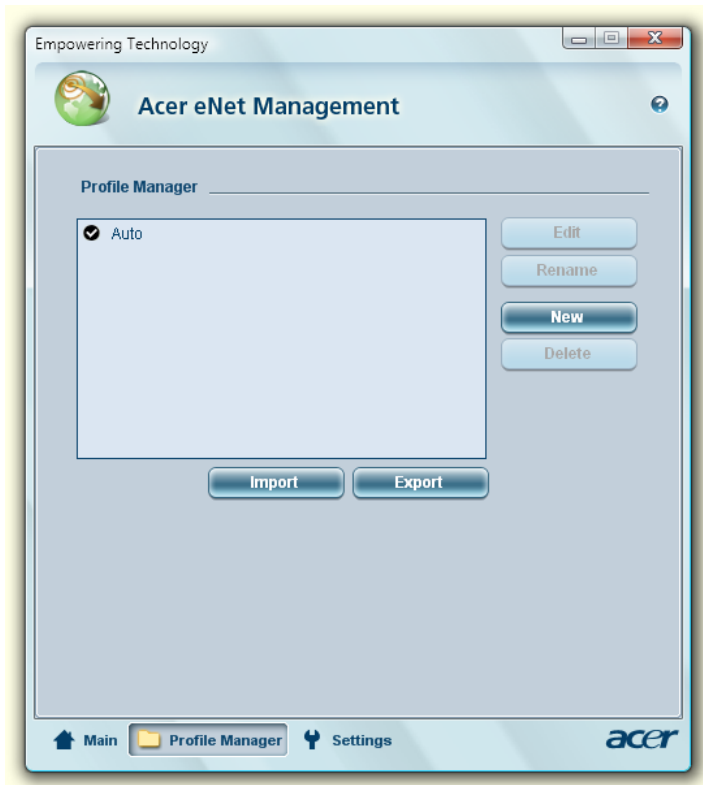 Empowering Technology
Acer eNet Management
Profile Manager
Auto
Edit
Rename
New
Delete
Import
Export
Main
Profile Manager
Settings
acer